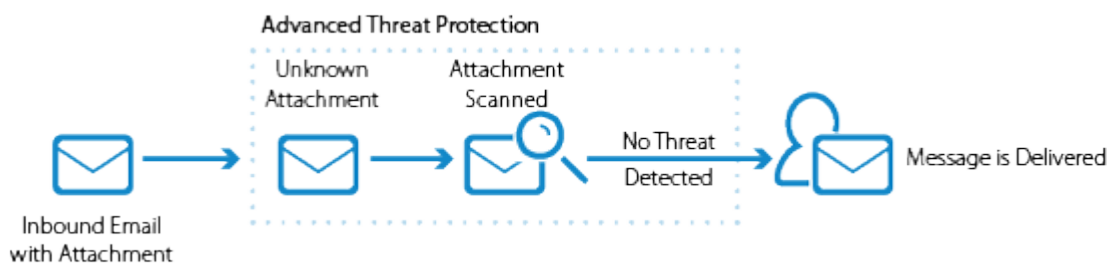 Advanced Threat Protection
Unknown
Attachment
Attachment
Scanned
No Threat
Detected
Message is Delivered
Inbound Email
with Attachment